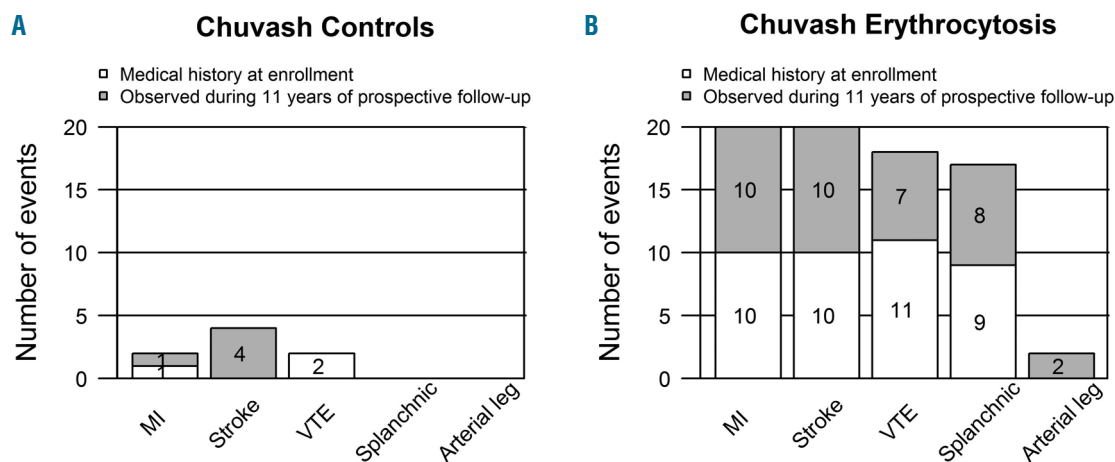 A
Chuvash Controls
Medical history at enrollment
Observed during 11 years of prospective follow-up
Number of events
20
15
10
5
0
1
4
2
MI
Stroke
VTE
Splanchnic
Arterial leg
B
Chuvash Erythrocytosis
Medical history at enrollment
Observed during 11 years of prospective follow-up
Number of events
20
15
10
5
0
10
10
7
8
10
10
11
9
2
MI
Stroke
VTE
Splanchnic
Arterial leg